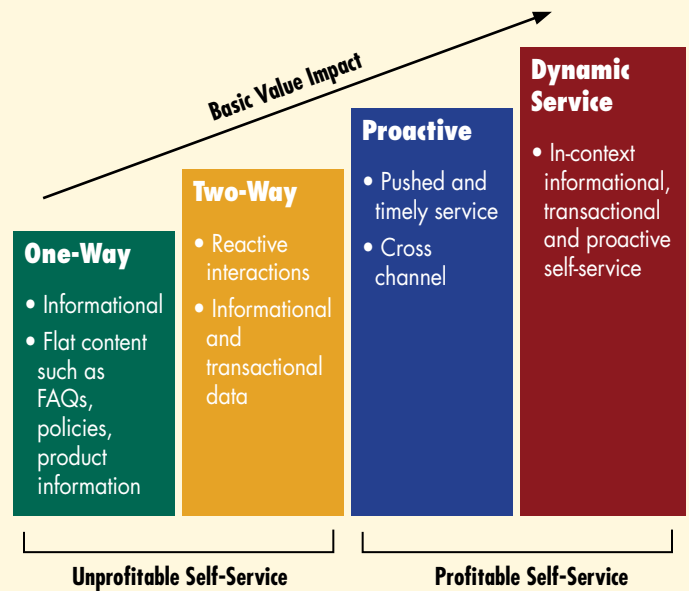 Basic Value Impact
One-Way
• Informational
• Flat content
such as
FAQs,
policies,
product
information
Two-Way
• Reactive
interactions
• Informational
and
transactional
data
Proactive
• Pushed and
timely service
• Cross
channel
Dynamic
Service
• In-context
informational,
transactional
and proactive
self-service
Unprofitable Self-Service
Profitable Self-Service